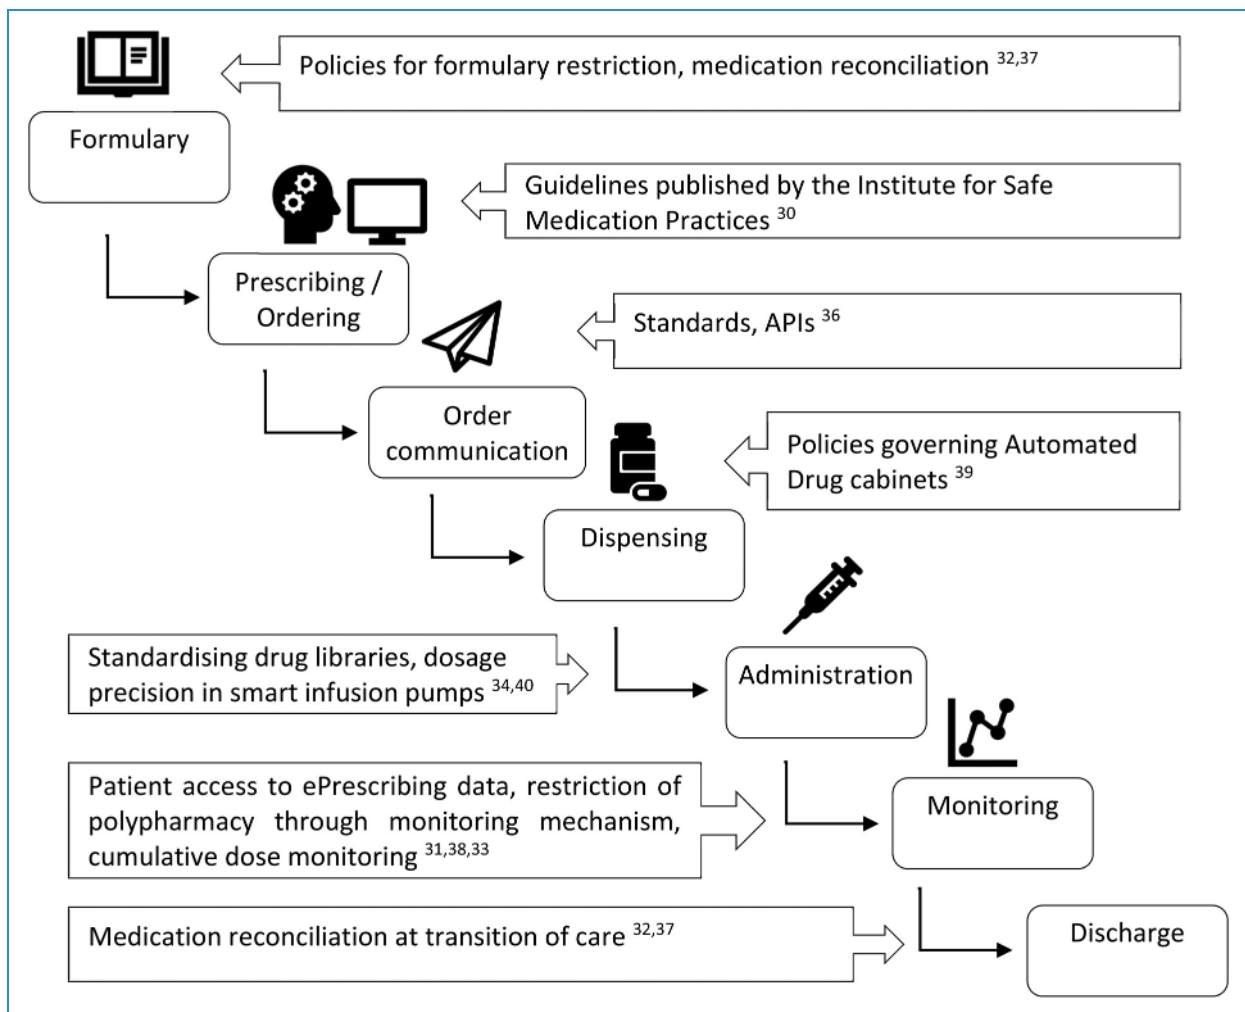 Policies for formulary restriction, medication reconciliation 32,37
Formulary
Guidelines published by the Institute for Safe
Medication Practices 30
Prescribing /
Ordering
Standards, APIs 36
Order
communication
Policies governing Automated
Drug cabinets 39
Dispensing
Standardising drug libraries, dosage
precision in smart infusion pumps 34,40
Administration
Patient access to ePrescribing data, restriction of
polypharmacy through monitoring mechanism,
cumulative dose monitoring 31,38,33
Monitoring
Medication reconciliation at transition of care 32,37
Discharge